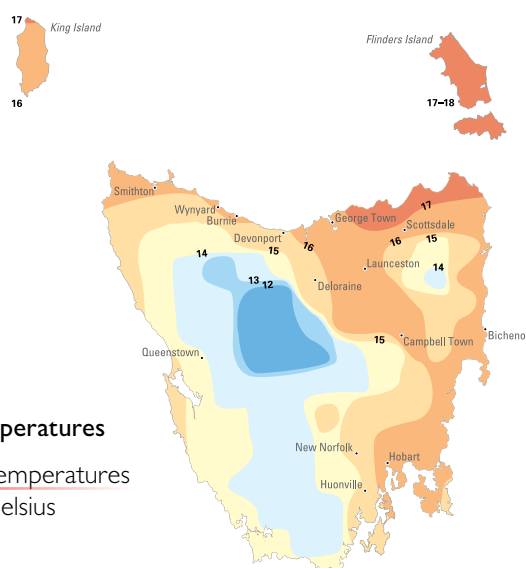 17
King Island
16
Flinders Island
17–18
Smithton
Wynyard
Burnie
Devonport
George Town
17
Scottsdale
16
15
14
Launceston
15
16
14
13
12
Deloraine
Bicheno
15
Campbell Town
Queenstown
peratures
emperatures
elsius
New Norfolk
Hobart
Huonville